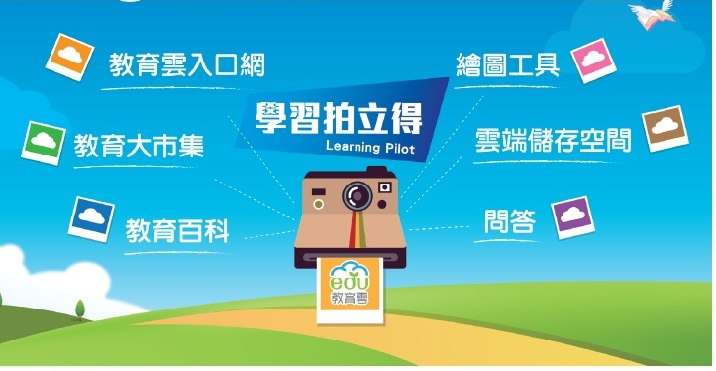 教育雲入口網
繪圖工具
學習拍立得
Learning Pilot
教育大市集
雲端儲存空間
教育百科
問答
edu
教育雲